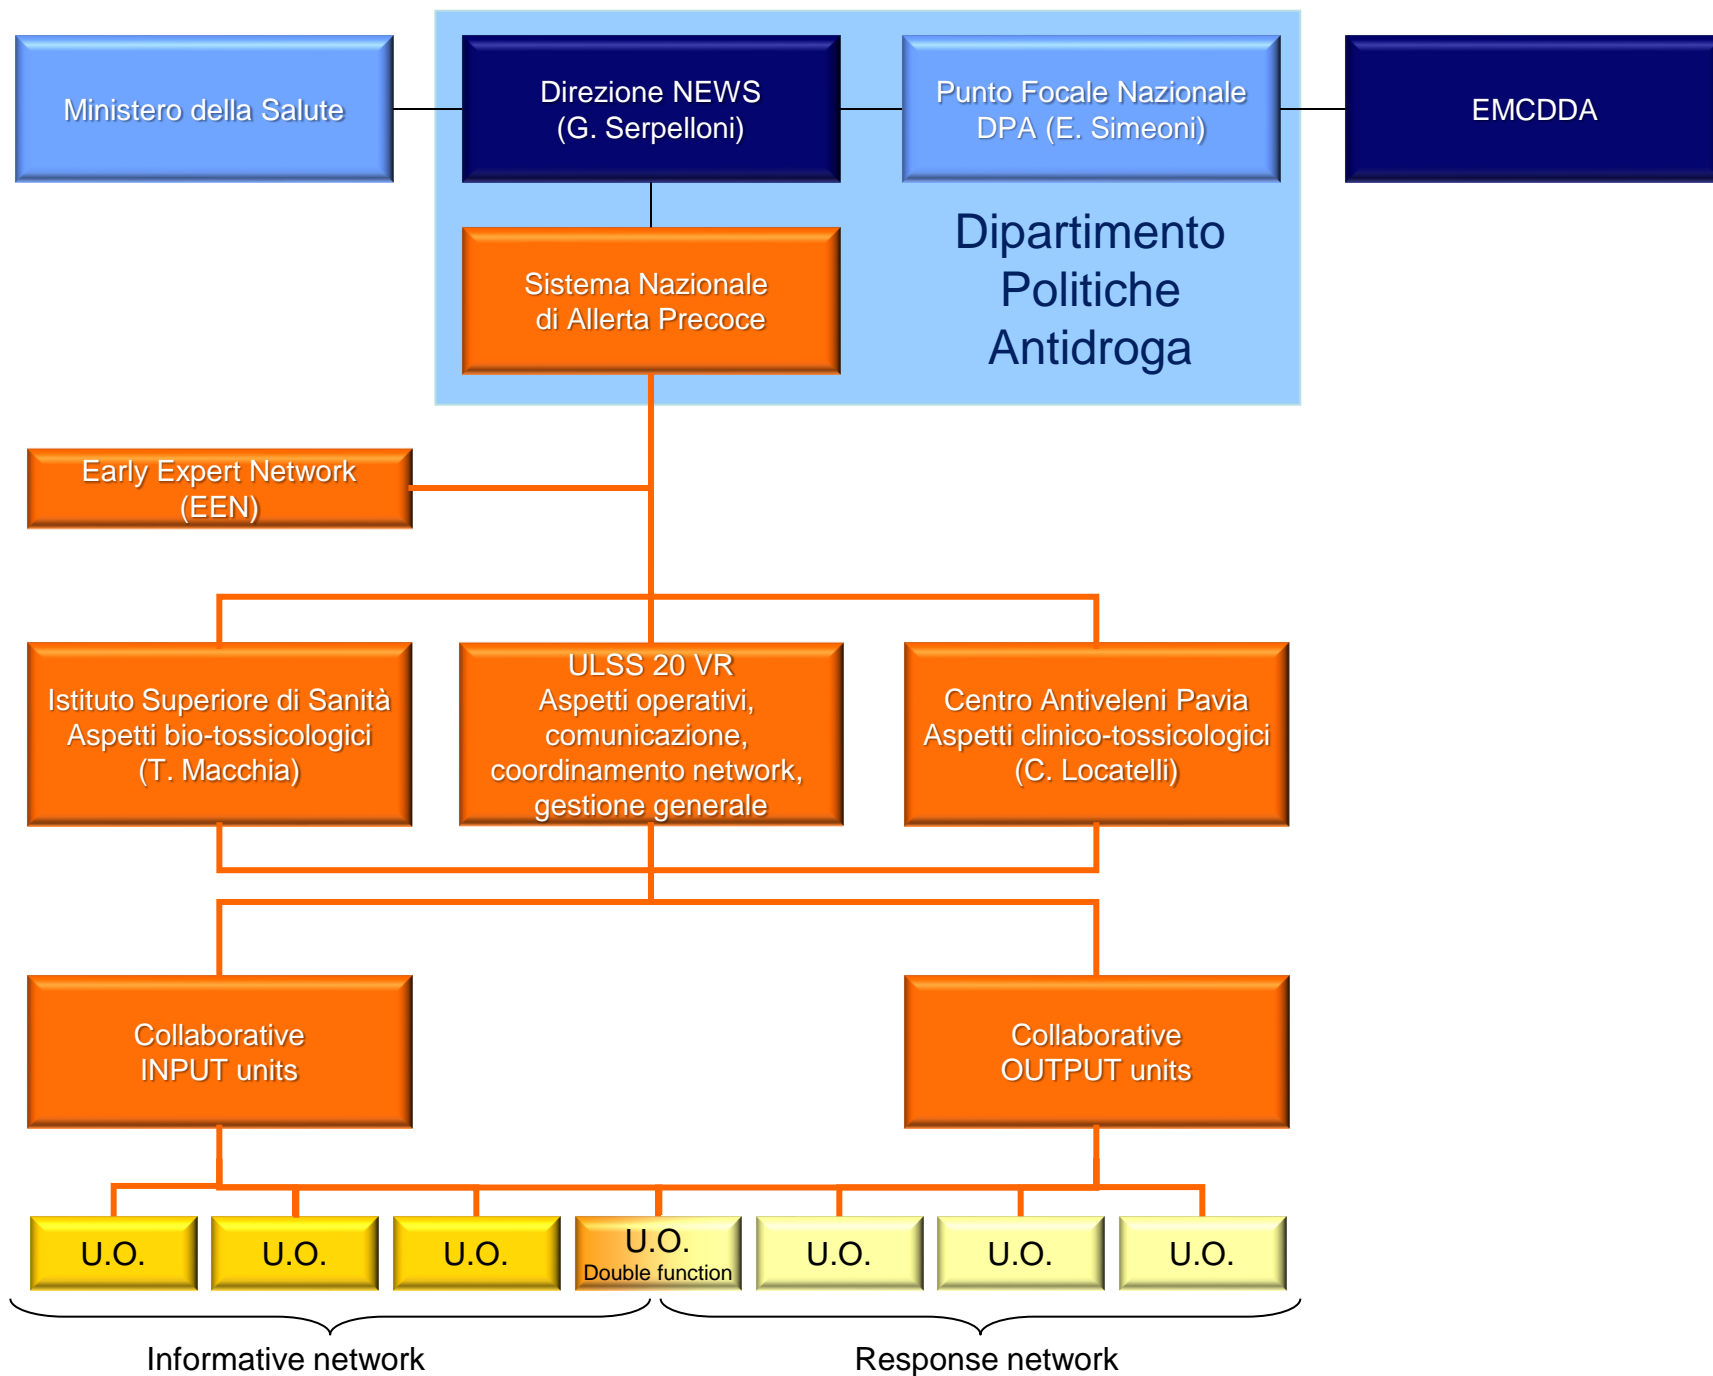 Ministero della Salute
Direzione NEWS
(G. Serpelloni)
Punto Focale Nazionale
DPA (E. Simeoni)
EMCDDA
Sistema Nazionale
di Allerta Precoce
Dipartimento
Politiche
Antidroga
Early Expert Network
(EEN)
Istituto Superiore di Sanità
Aspetti bio-tossicologici
(T. Macchia)
ULSS 20 VR
Aspetti operativi,
comunicazione,
coordinamento network,
gestione generale
Centro Antiveleni Pavia
Aspetti clinico-tossicologici
(C. Locatelli)
Collaborative
INPUT units
Collaborative
OUTPUT units
U.O.
U.O.
U.O.
U.O.
Double function
U.O.
U.O.
U.O.
Informative network
Response network